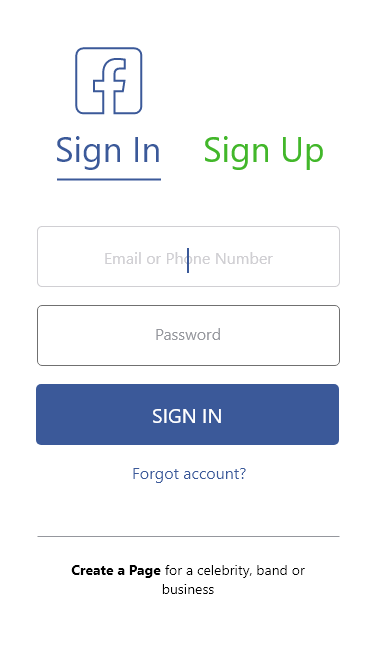 Sign In
Sign Up
Email or Phone Number
Password
SIGN IN
Forgot account?
Create a Page for a celebrity, band or
business